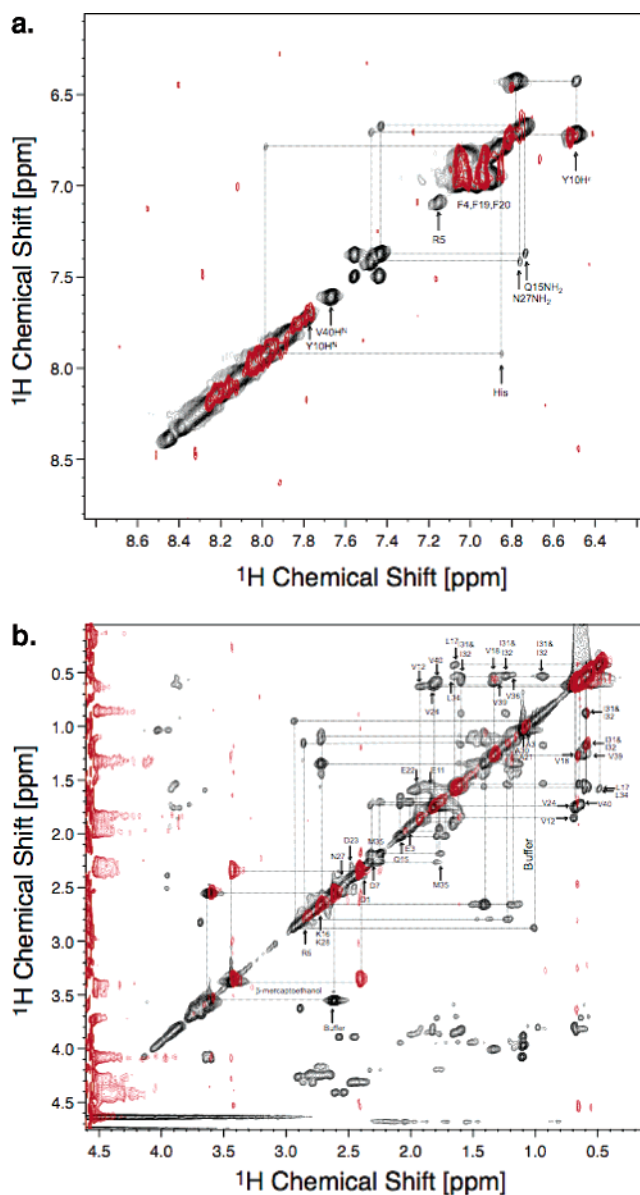 a.
6.5
7.0
7.5
8.0
8.5
Y10Hᵋ
F4,F19,F20
R5
Q15NH₂
N27NH₂
V40Hᴺ
Y10Hᴺ
His
8.6 8.4 8.2 8.0 7.8 7.6 7.4 7.2 7.0 6.8 6.6 6.4
¹H Chemical Shift [ppm]
¹H Chemical Shift [ppm]
b.
0.5
1.0
1.5
2.0
2.5
3.0
3.5
4.0
4.5
V12
V40
V24
L17
L34
I31&
I32
V18
V39
I31&
I32
V36
I31&
I32
I31&
I32
I31&
I32
V18
V39
L17
L34
V24
V40
V12
A30
A21
E22
E11
D23
N27
M35
Q15
E3
D7
D1
M35
K16
K28
R5
Buffer
β-mercaptoethanol
Buffer
4.5 4.0 3.5 3.0 2.5 2.0 1.5 1.0 0.5
¹H Chemical Shift [ppm]
¹H Chemical Shift [ppm]